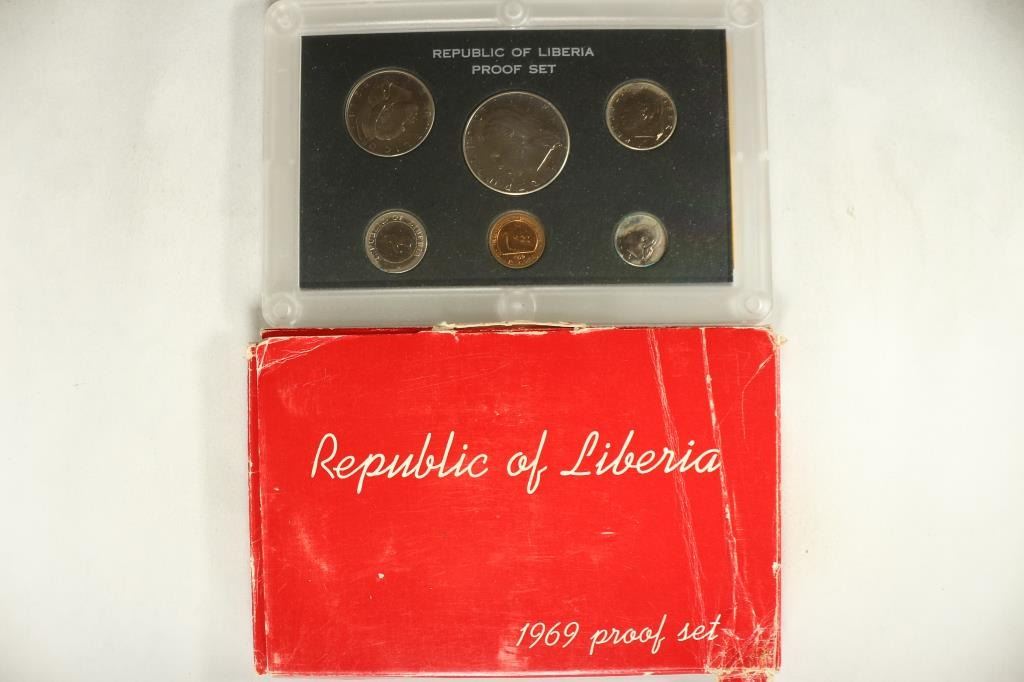 REPUBLIC OF LIBERIA
PROOF SET
Republic of Liberia
1969 proof set